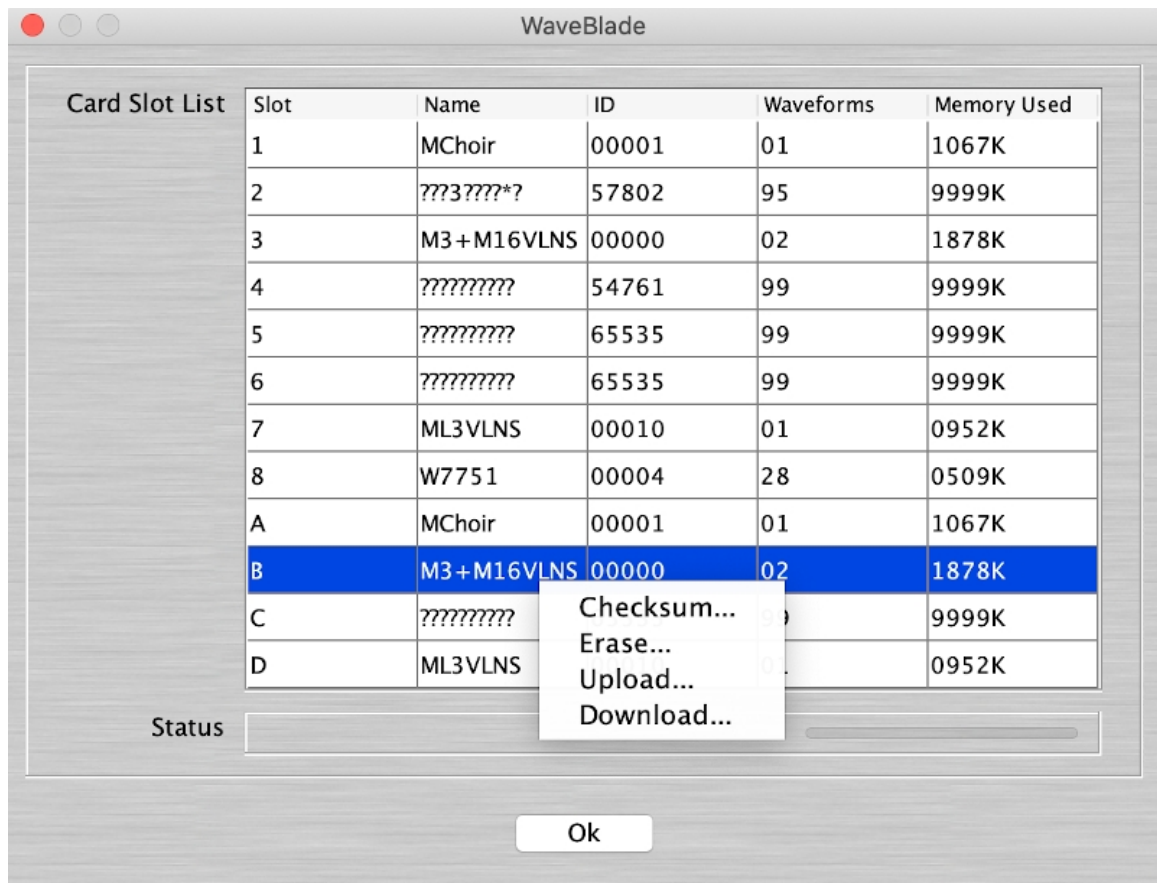 WaveBlade
Card Slot List Slot Name ID Waveforms Memory Used
1 MChoir 00001 01 1067K
2 ???3????*? 57802 95 9999K
3 M3+M16VLNS 00000 02 1878K
4 ?????????? 54761 99 9999K
5 ?????????? 65535 99 9999K
6 ?????????? 65535 99 9999K
7 ML3VLNS 00010 01 0952K
8 W7751 00004 28 0509K
A MChoir 00001 01 1067K
B M3+M16VLNS 00000 02 1878K
C ?????????? 9999K
D ML3VLNS 0952K
Checksum...
Erase...
Upload...
Download...
Status
Ok